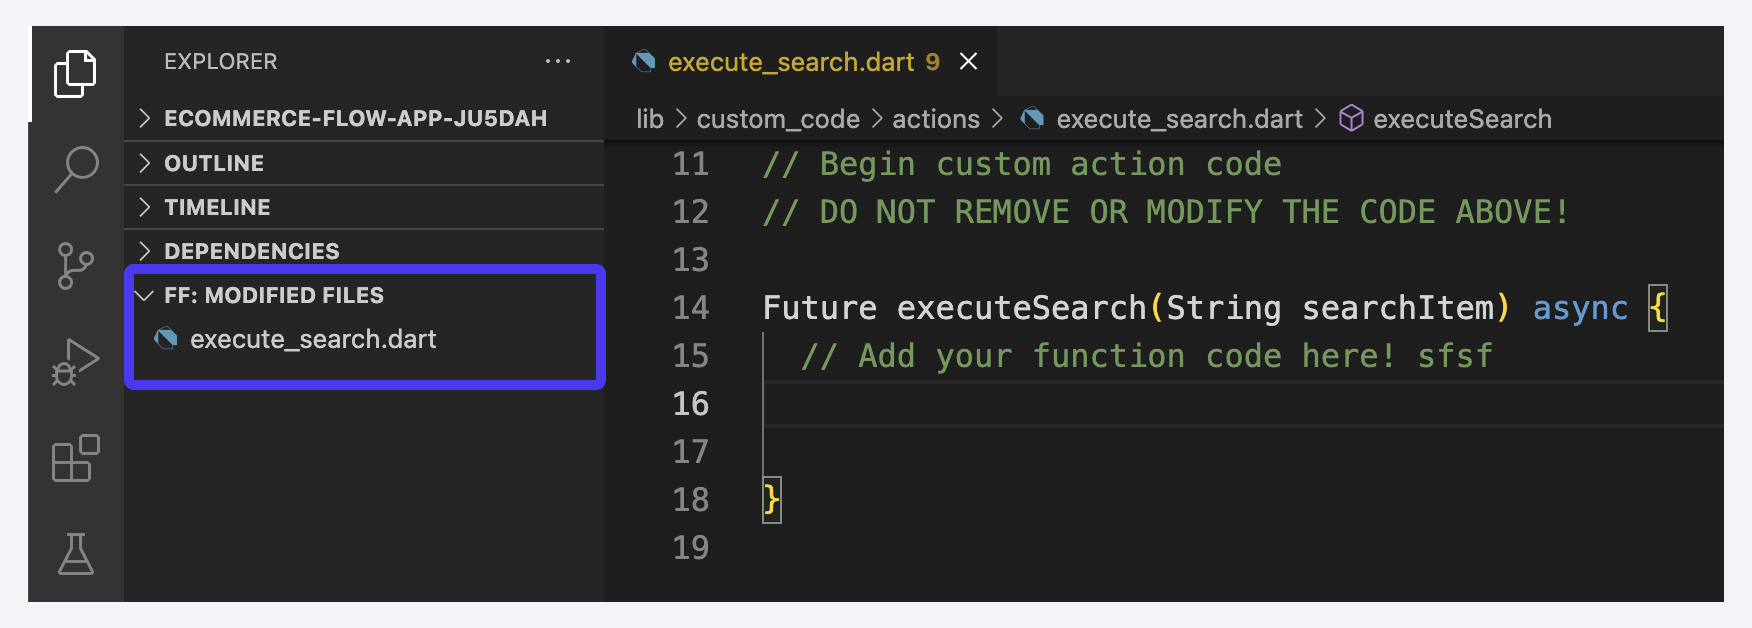 EXPLORER ...
ECOMMERCE-FLOW-APP-JU5DAH
OUTLINE
TIMELINE
DEPENDENCIES
FF: MODIFIED FILES
execute_search.dart
execute_search.dart 9
lib > custom_code > actions > execute_search.dart > executeSearch
11 // Begin custom action code
12 // DO NOT REMOVE OR MODIFY THE CODE ABOVE!
13
14 Future executeSearch(String searchItem) async {
15 // Add your function code here! sfsf
16
17
18 }
19